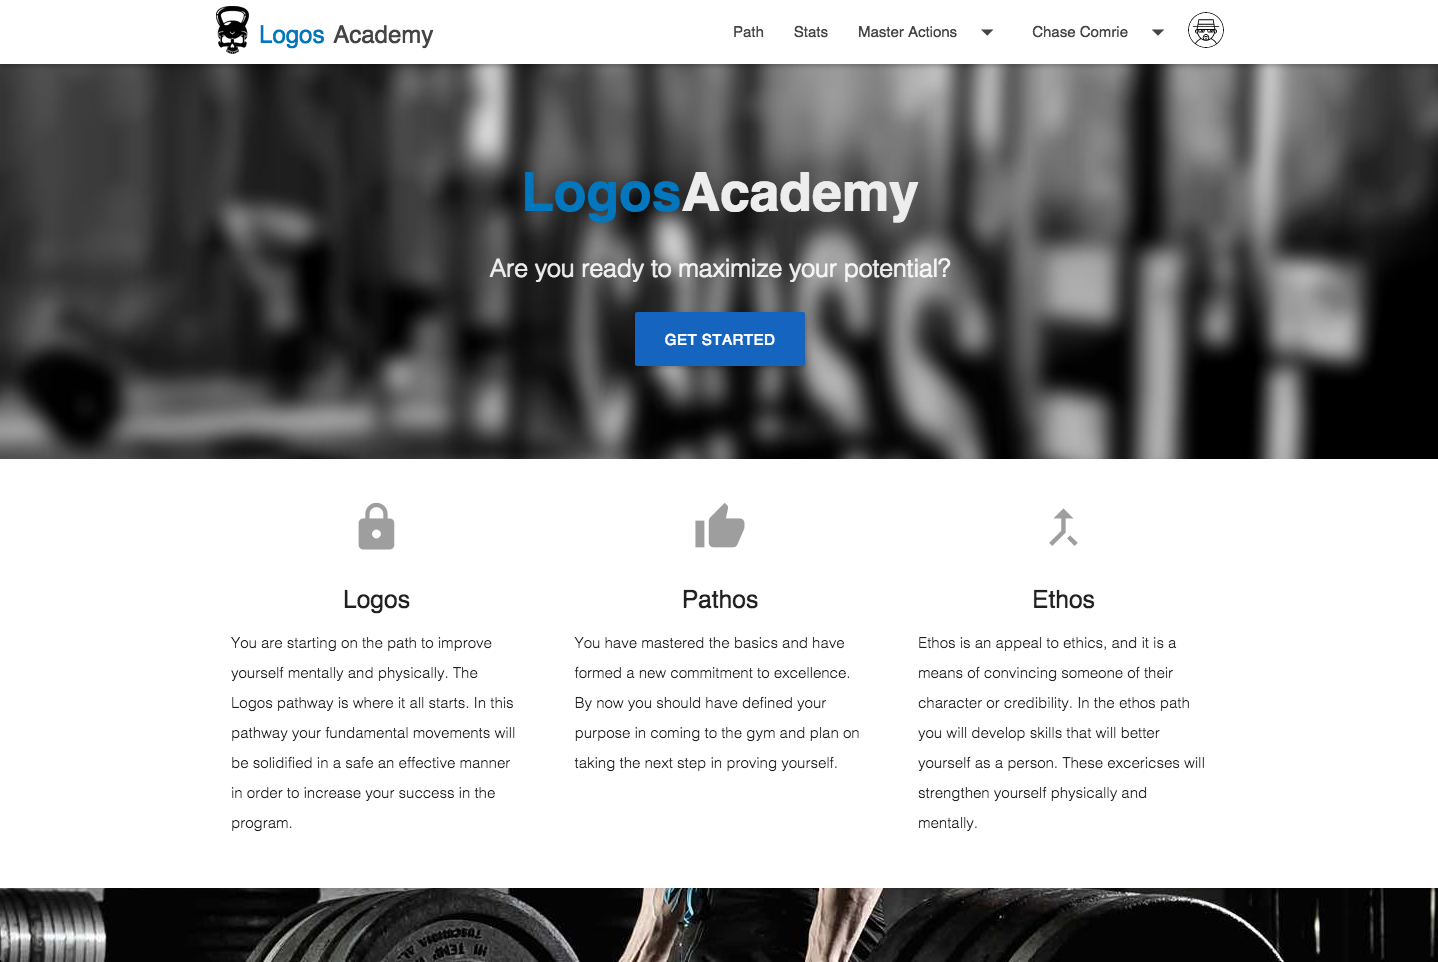 Logos Academy
Path Stats Master Actions Chase Comrie
LogosAcademy
Are you ready to maximize your potential?
GET STARTED
Logos
You are starting on the path to improve
yourself mentally and physically. The
Logos pathway is where it all starts. In this
pathway your fundamental movements will
be solidified in a safe an effective manner
in order to increase your success in the
program.
Pathos
You have mastered the basics and have
formed a new commitment to excellence.
By now you should have defined your
purpose in coming to the gym and plan on
taking the next step in proving yourself.
Ethos
Ethos is an appeal to ethics, and it is a
means of convincing someone of their
character or credibility. In the ethos path
you will develop skills that will better
yourself as a person. These excericses will
strengthen yourself physically and
mentally.
HI TEMP